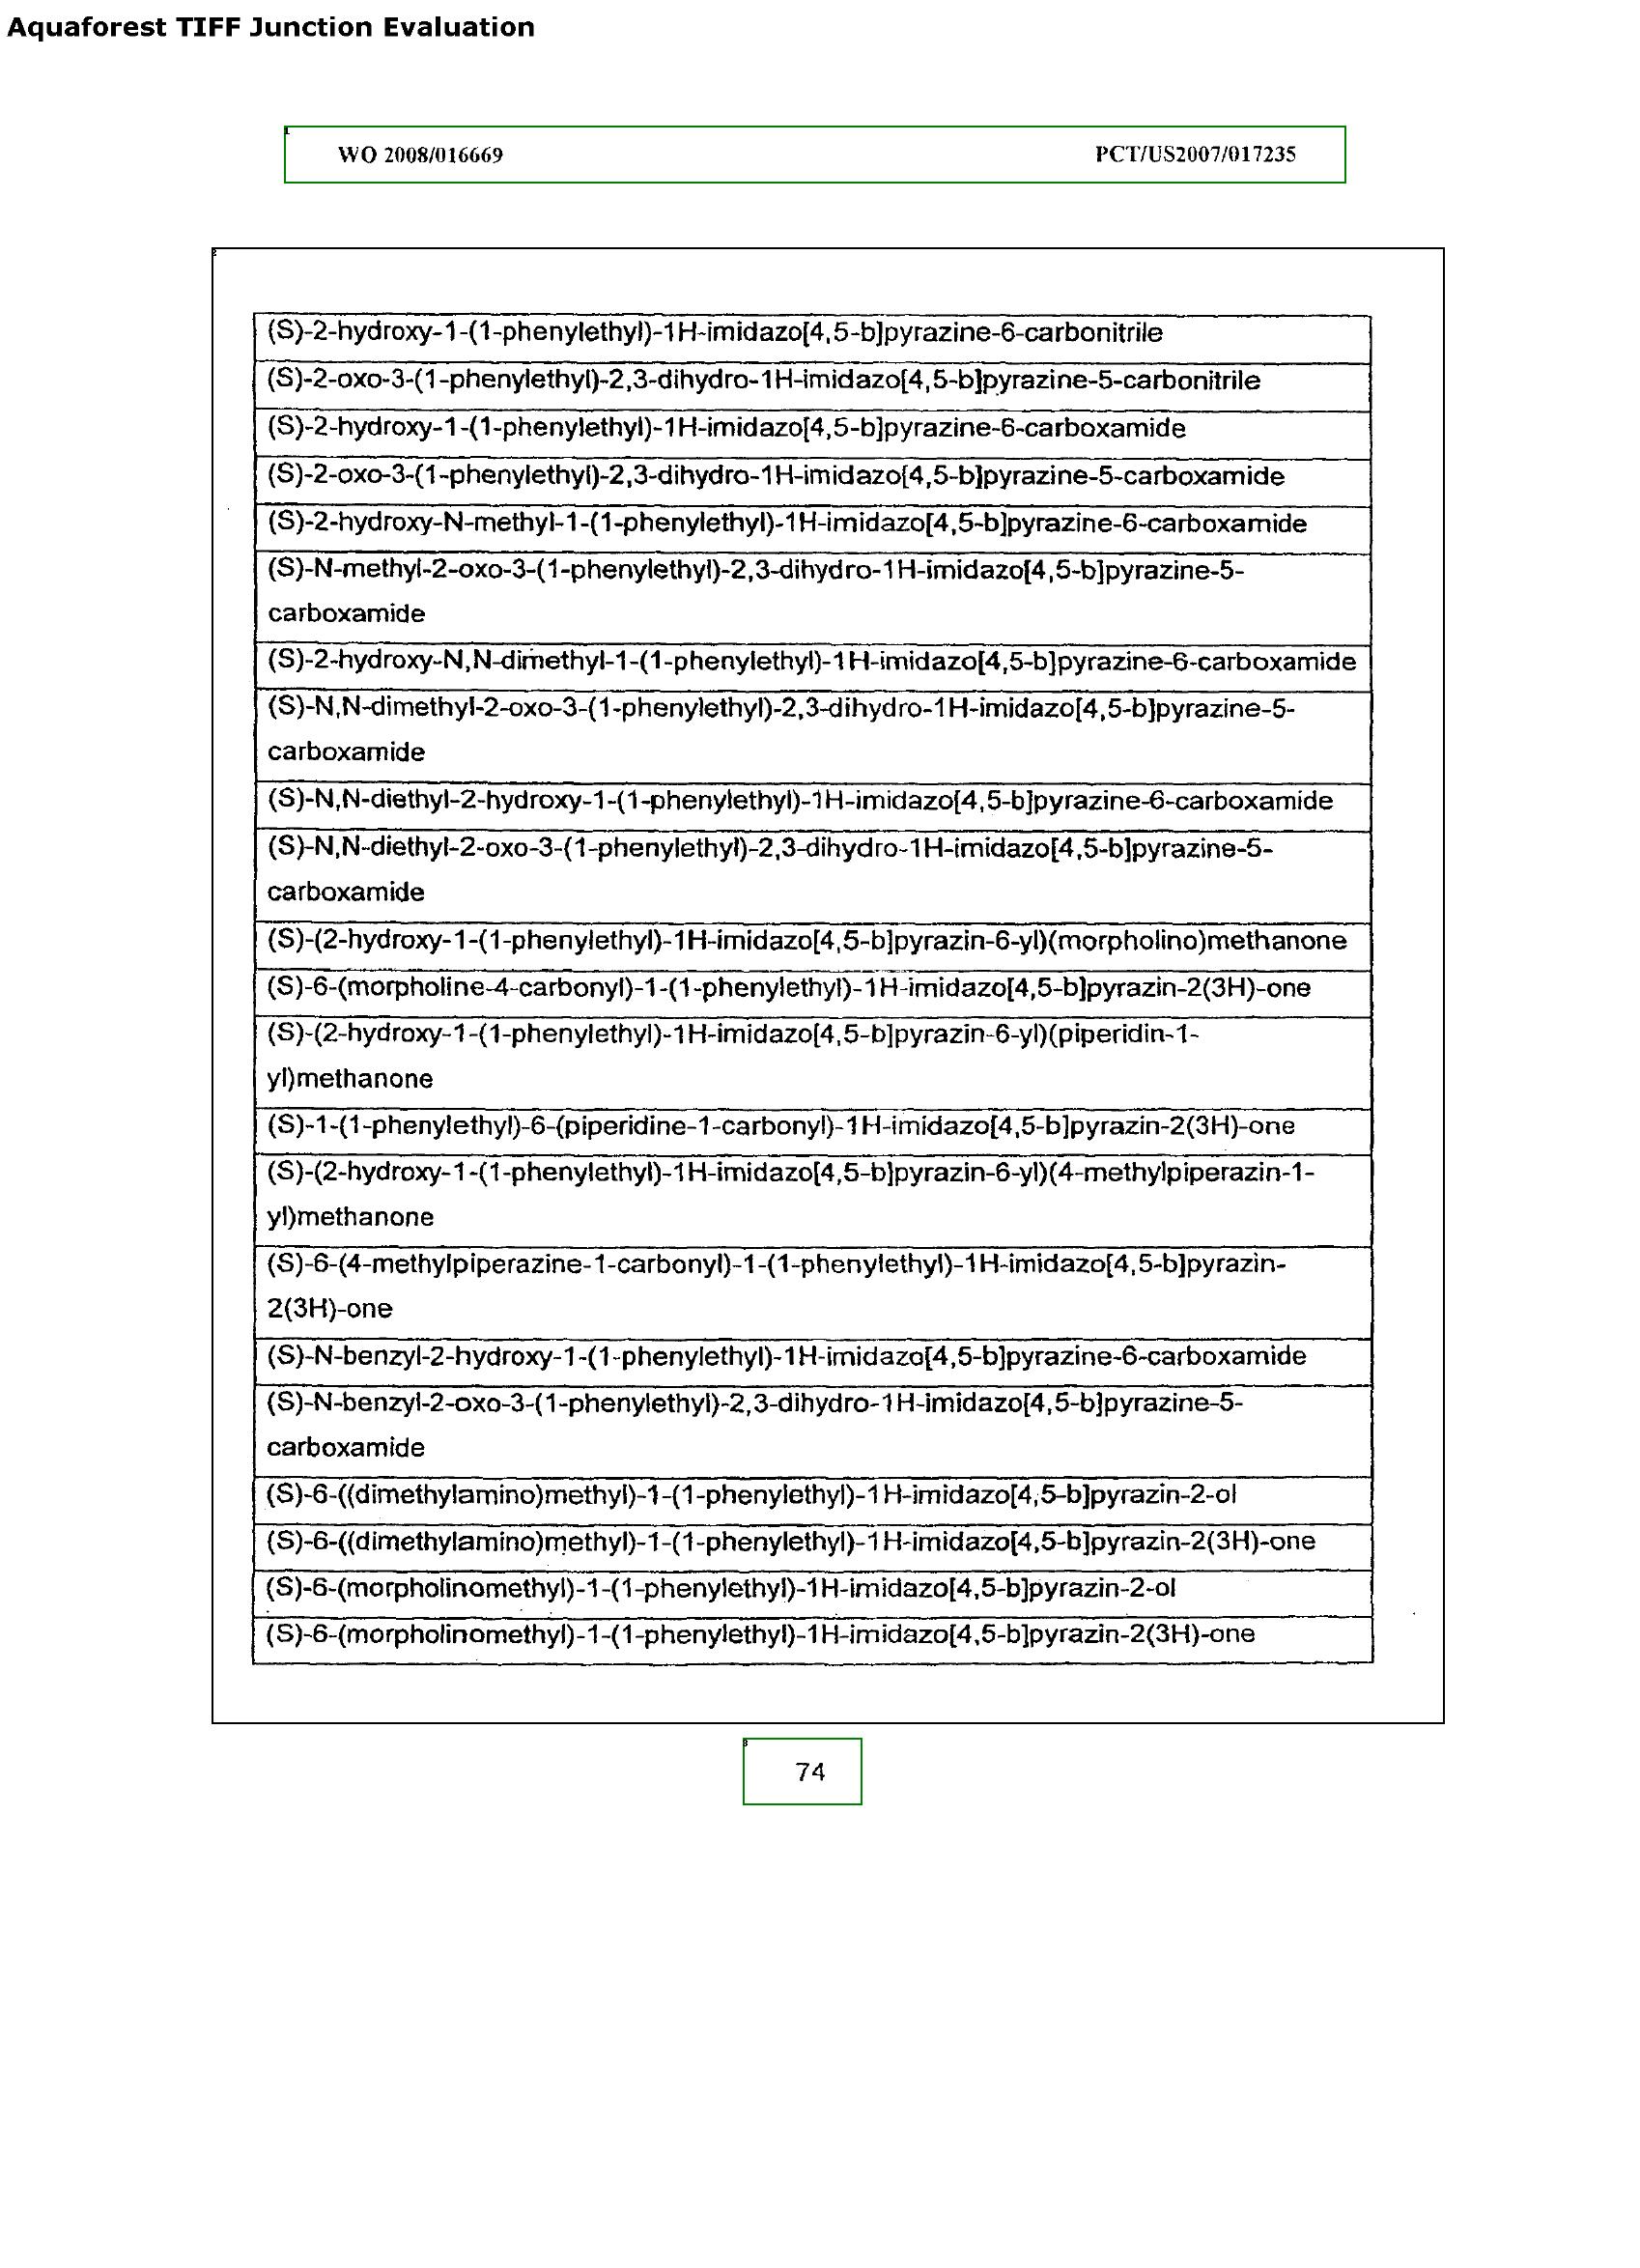 Aquaforest TIFF Junction Evaluation
WO 2008/016669 PCT/US2007/017235
(S)-2-hydroxy-1-(1-phenylethyl)-1H-imidazo[4,5-b]pyrazine-6-carbonitrile
(S)-2-oxo-3-(1-phenylethyl)-2,3-dihydro-1H-imidazo[4,5-b]pyrazine-5-carbonitrile
(S)-2-hydroxy-1-(1-phenylethyl)-1H-imidazo[4,5-b]pyrazine-6-carboxamide
(S)-2-oxo-3-(1-phenylethyl)-2,3-dihydro-1H-imidazo[4,5-b]pyrazine-5-carboxamide
(S)-2-hydroxy-N-methyl-1-(1-phenylethyl)-1H-imidazo[4,5-b]pyrazine-6-carboxamide
(S)-N-methyl-2-oxo-3-(1-phenylethyl)-2,3-dihydro-1H-imidazo[4,5-b]pyrazine-5-
carboxamide
(S)-2-hydroxy-N,N-dimethyl-1-(1-phenylethyl)-1H-imidazo[4,5-b]pyrazine-6-carboxamide
(S)-N,N-dimethyl-2-oxo-3-(1-phenylethyl)-2,3-dihydro-1H-imidazo[4,5-b]pyrazine-5-
carboxamide
(S)-N,N-diethyl-2-hydroxy-1-(1-phenylethyl)-1H-imidazo[4,5-b]pyrazine-6-carboxamide
(S)-N,N-diethyl-2-oxo-3-(1-phenylethyl)-2,3-dihydro-1H-imidazo[4,5-b]pyrazine-5-
carboxamide
(S)-(2-hydroxy-1-(1-phenylethyl)-1H-imidazo[4,5-b]pyrazin-6-yl)(morpholino)methanone
(S)-6-(morpholine-4-carbonyl)-1-(1-phenylethyl)-1H-imidazo[4,5-b]pyrazin-2(3H)-one
(S)-(2-hydroxy-1-(1-phenylethyl)-1H-imidazo[4,5-b]pyrazin-6-yl)(piperidin-1-
yl)methanone
(S)-1-(1-phenylethyl)-6-(piperidine-1-carbonyl)-1H-imidazo[4,5-b]pyrazin-2(3H)-one
(S)-(2-hydroxy-1-(1-phenylethyl)-1H-imidazo[4,5-b]pyrazin-6-yl)(4-methylpiperazin-1-
yl)methanone
(S)-6-(4-methylpiperazine-1-carbonyl)-1-(1-phenylethyl)-1H-imidazo[4,5-b]pyrazin-
2(3H)-one
(S)-N-benzyl-2-hydroxy-1-(1-phenylethyl)-1H-imidazo[4,5-b]pyrazine-6-carboxamide
(S)-N-benzyl-2-oxo-3-(1-phenylethyl)-2,3-dihydro-1H-imidazo[4,5-b]pyrazine-5-
carboxamide
(S)-6-((dimethylamino)methyl)-1-(1-phenylethyl)-1H-imidazo[4,5-b]pyrazin-2-ol
(S)-6-((dimethylamino)methyl)-1-(1-phenylethyl)-1H-imidazo[4,5-b]pyrazin-2(3H)-one
(S)-6-(morpholinomethyl)-1-(1-phenylethyl)-1H-imidazo[4,5-b]pyrazin-2-ol
(S)-6-(morpholinomethyl)-1-(1-phenylethyl)-1H-imidazo[4,5-b]pyrazin-2(3H)-one
74